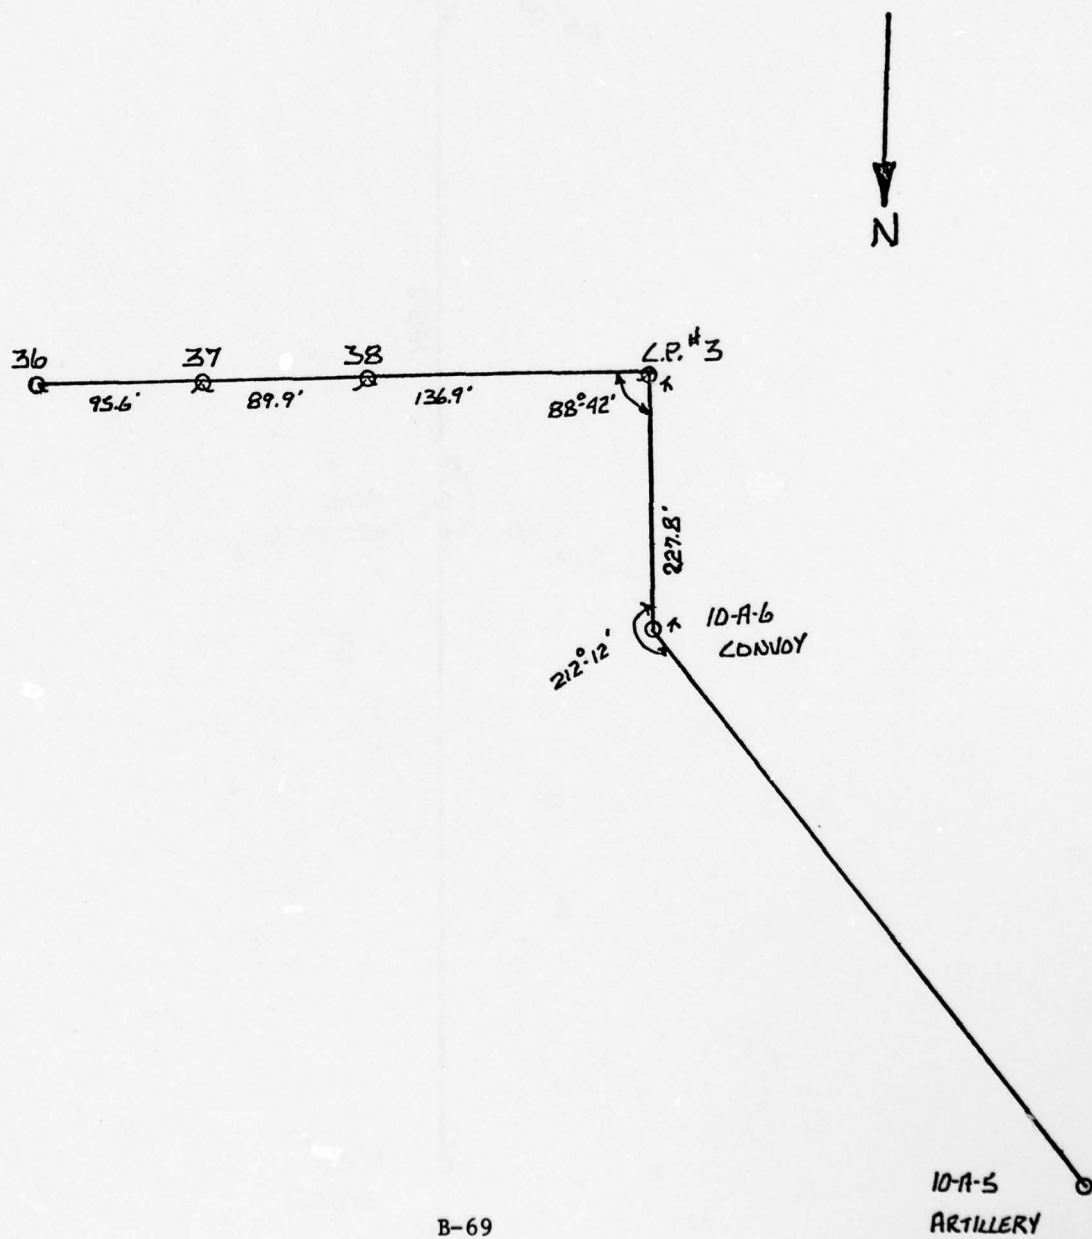 N
36
37
38
L.P. #3
95.6'
89.9'
136.9'
88°-42'
227.8'
10-A-6
CONVOY
212°-12'
10-A-5
ARTILLERY
B-69